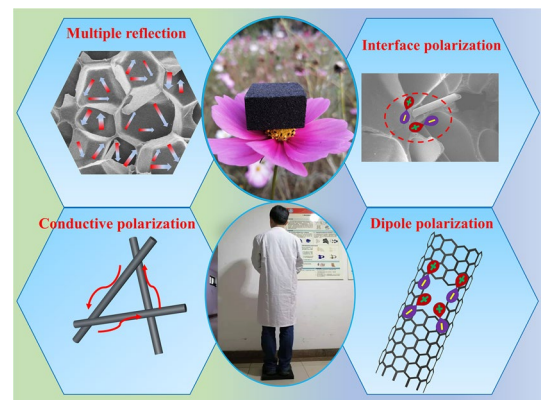 Multiple reflection
Interface polarization
Conductive polarization
Dipole polarization